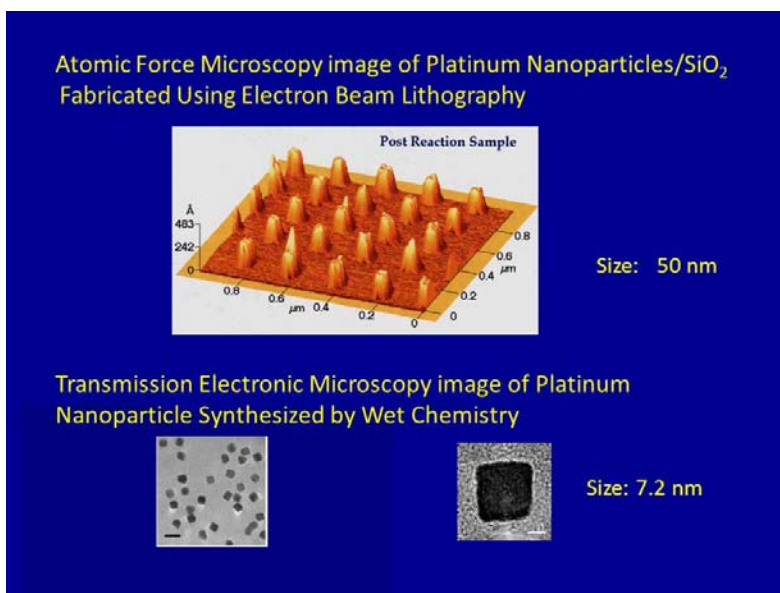 Atomic Force Microscopy image of Platinum Nanoparticles/SiO₂
Fabricated Using Electron Beam Lithography
Post Reaction Sample
Å
483
242
0
0.8
0.6
μm
0.4
0.2
0
0.8
0.6
μm
0.4
0.2
0
Size: 50 nm
Transmission Electronic Microscopy image of Platinum
Nanoparticle Synthesized by Wet Chemistry
Size: 7.2 nm